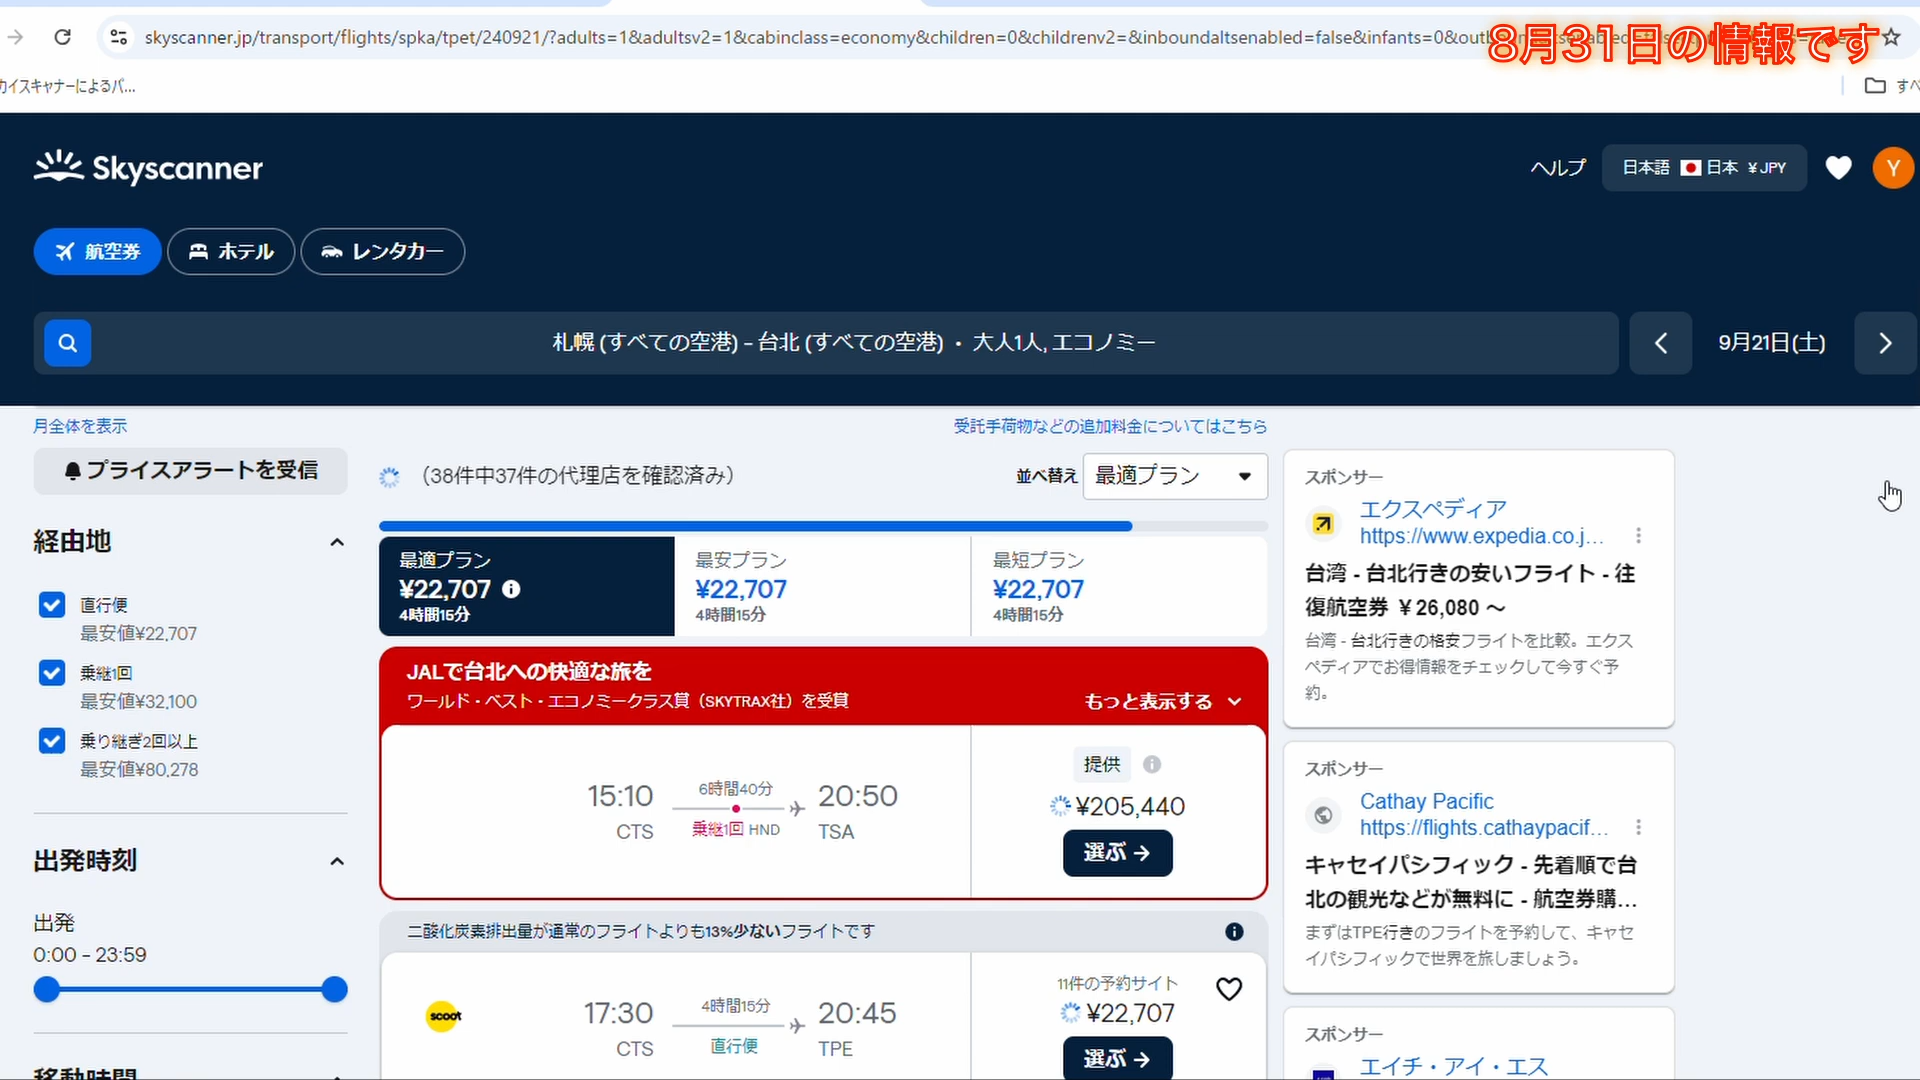 skyscanner.jp/transport/flights/spka/tpet/240921/?adults=1&adultsv2=1&cabinclass=economy&children=0&childrenv2=&inboundaltsenabled=false&infants=0&out
8月31日の情報です
カイスキャナーによるパ...
すべ
Skyscanner
ヘルプ
日本語 日本 ¥ JPY
Y
航空券
ホテル
レンタカー
札幌 (すべての空港) – 台北 (すべての空港) ・ 大人1人, エコノミー
9月21日(土)
月全体を表示
受託手荷物などの追加料金についてはこちら
プライスアラートを受信
(38件中37件の代理店を確認済み)
並べ替え
最適プラン
経由地
直行便
最安値¥22,707
乗継1回
最安値¥32,100
乗り継ぎ2回以上
最安値¥80,278
出発時刻
出発
0:00 – 23:59
移動時間
最適プラン
¥22,707
4時間15分
最安プラン
¥22,707
4時間15分
最短プラン
¥22,707
4時間15分
JALで台北への快適な旅を
ワールド・ベスト・エコノミークラス賞（SKYTRAX社）を受賞
もっと表示する
15:10
CTS
6時間40分
乗継1回 HND
20:50
TSA
提供
¥205,440
選ぶ →
二酸化炭素排出量が通常のフライトよりも13%少ないフライトです
scoot
17:30
CTS
4時間15分
直行便
20:45
TPE
11件の予約サイト
¥22,707
選ぶ →
スポンサー
エクスペディア
https://www.expedia.co.j...
台湾 - 台北行きの安いフライト - 往
復航空券 ￥26,080 ～
台湾 - 台北行きの格安フライトを比較。エクス
ペディアでお得情報をチェックして今すぐ予
約。
スポンサー
Cathay Pacific
https://flights.cathaypacif...
キャセイパシフィック - 先着順で台
北の観光などが無料に - 航空券購...
まずはTPE行きのフライトを予約して、キャセ
イパシフィックで世界を旅しましょう。
スポンサー
エイチ・アイ・エス